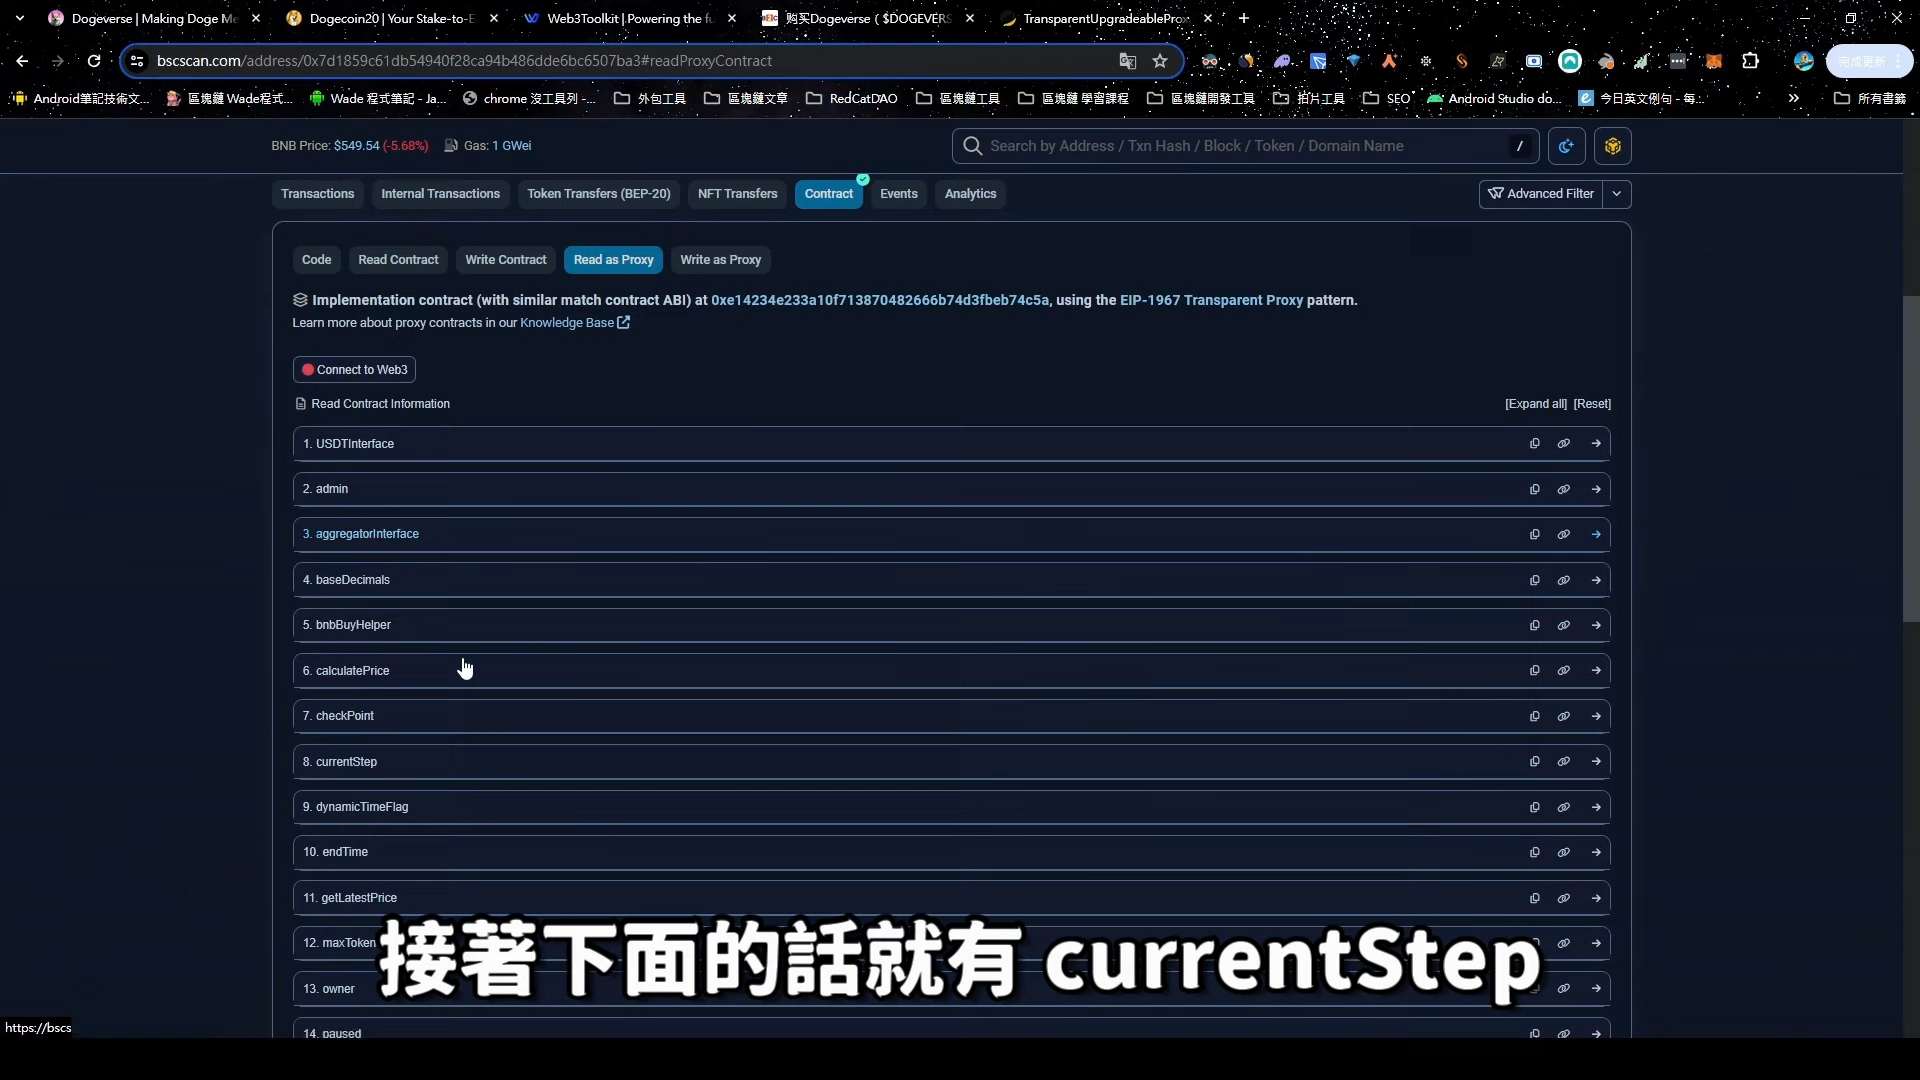 Dogeverse | Making Doge Me
Dogecoin20 | Your Stake-to-E
Web3Toolkit | Powering the fu
购买Dogeverse ( $DOGEVERS
TransparentUpgradeableProx
bscscan.com/address/0x7d1859c61db54940f28ca94b486dde6bc6507ba3#readProxyContract
完成更新
Android筆記技術文...
區塊鏈 Wade程式...
Wade 程式筆記 - Ja...
chrome 沒工具列 -...
外包工具
區塊鏈文章
RedCatDAO
區塊鏈工具
區塊鏈 學習課程
區塊鏈開發工具
拍片工具
SEO
Android Studio do...
今日英文例句 - 每...
所有書籤
BNB Price: $549.54 (-5.68%) Gas: 1 GWei
Search by Address / Txn Hash / Block / Token / Domain Name
/
Transactions
Internal Transactions
Token Transfers (BEP-20)
NFT Transfers
Contract
Events
Analytics
Advanced Filter
Code
Read Contract
Write Contract
Read as Proxy
Write as Proxy
Implementation contract (with similar match contract ABI) at 0xe14234e233a10f713870482666b74d3fbeb74c5a, using the EIP-1967 Transparent Proxy pattern.
Learn more about proxy contracts in our Knowledge Base
Connect to Web3
Read Contract Information
[Expand all] [Reset]
1. USDTInterface
2. admin
3. aggregatorInterface
4. baseDecimals
5. bnbBuyHelper
6. calculatePrice
7. checkPoint
8. currentStep
9. dynamicTimeFlag
10. endTime
11. getLatestPrice
12. maxToken
13. owner
14. paused
接著下面的話就有 currentStep
https://bscs